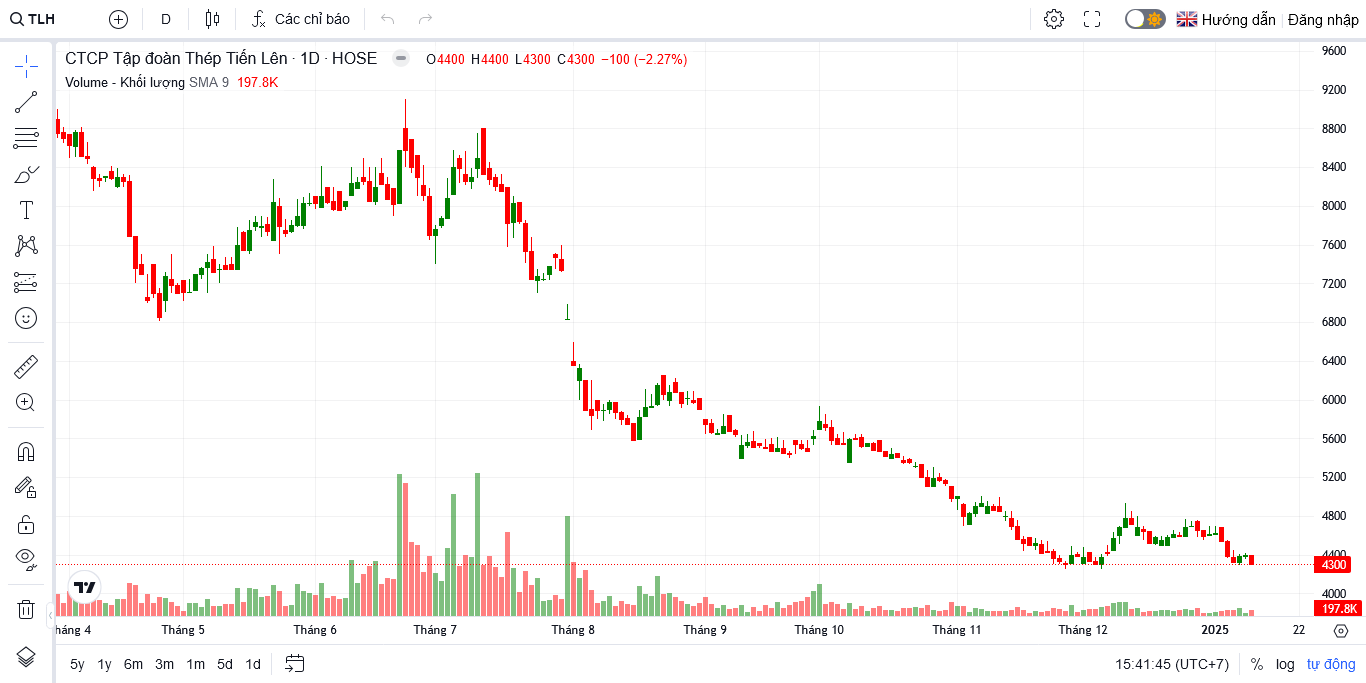 TLH D Các chỉ báo Hướng dẫn Đăng nhập
CTCP Tập đoàn Thép Tiến Lên · 1D · HOSE O4400 H4400 L4300 C4300 −100 (−2.27%)
Volume - Khối lượng SMA 9 197.8K
9600
9200
8800
8400
8000
7600
7200
6800
6400
6000
5600
5200
4800
4400
4300
4000
197.8K
háng 4 Tháng 5 Tháng 6 Tháng 7 Tháng 8 Tháng 9 Tháng 10 Tháng 11 Tháng 12 2025 22
5y 1y 6m 3m 1m 5d 1d 15:41:45 (UTC+7) % log tự động